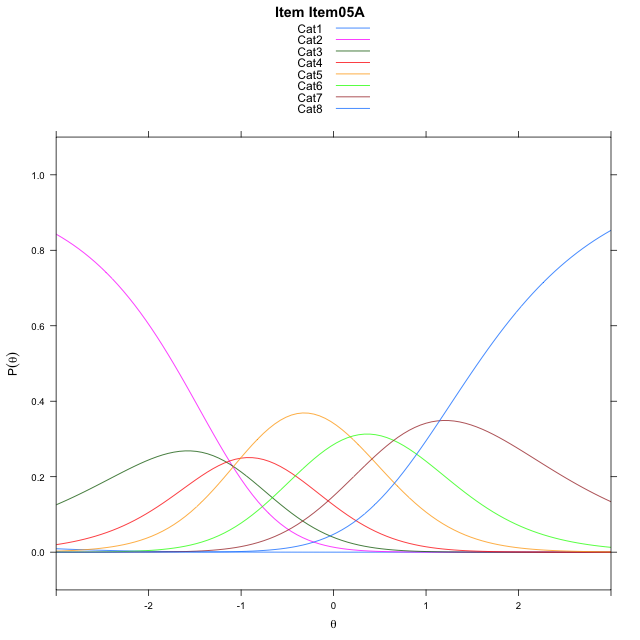 Item Item05A
Cat1
Cat2
Cat3
Cat4
Cat5
Cat6
Cat7
Cat8
1.0
0.8
0.6
0.4
0.2
0.0
P(θ)
-2 -1 0 1 2
θ